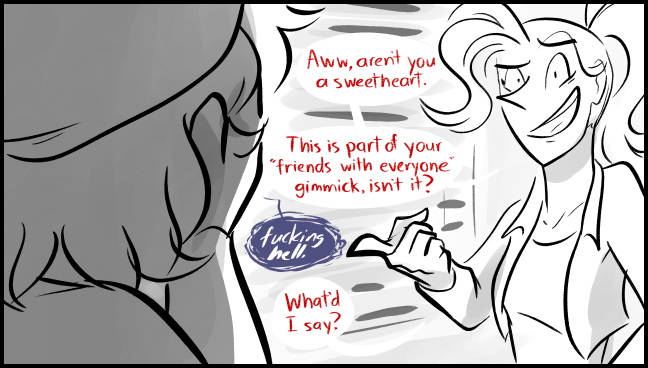 Aww, aren't you
a sweetheart.
This is part of your
"friends with everyone"
gimmick, isn't it?
fucking
hell.
What'd
I say?